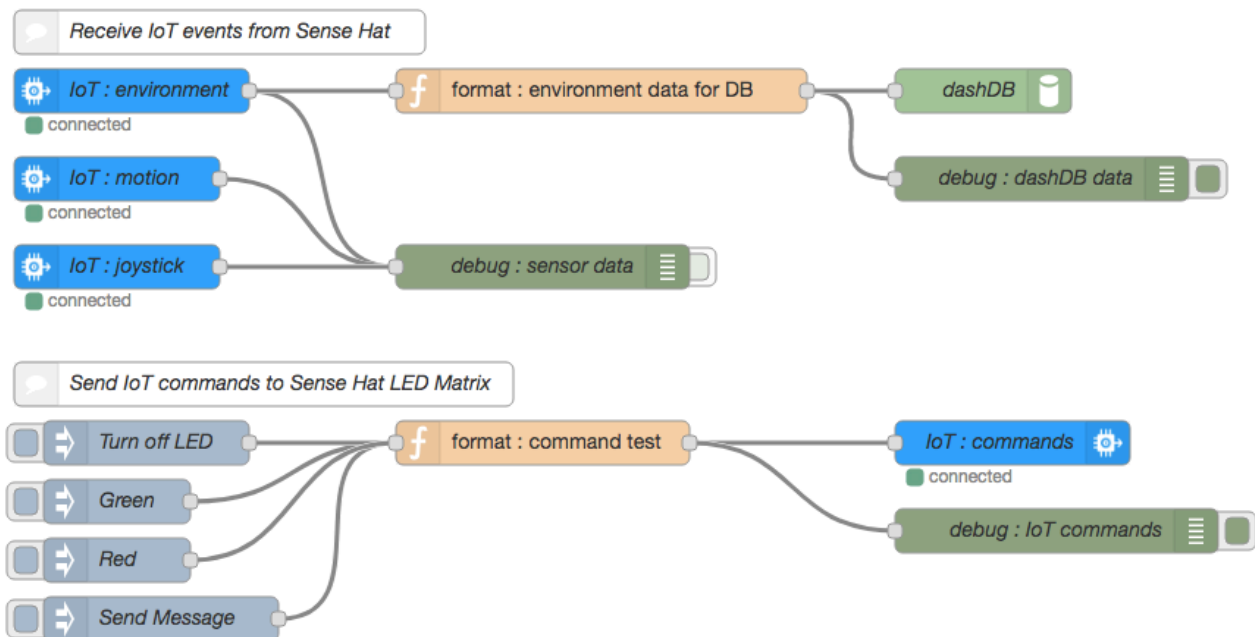 Receive IoT events from Sense Hat
IoT : environment
format : environment data for DB
dashDB
connected
IoT : motion
debug : dashDB data
connected
IoT : joystick
debug : sensor data
connected
Send IoT commands to Sense Hat LED Matrix
Turn off LED
format : command test
IoT : commands
connected
Green
debug : IoT commands
Red
Send Message